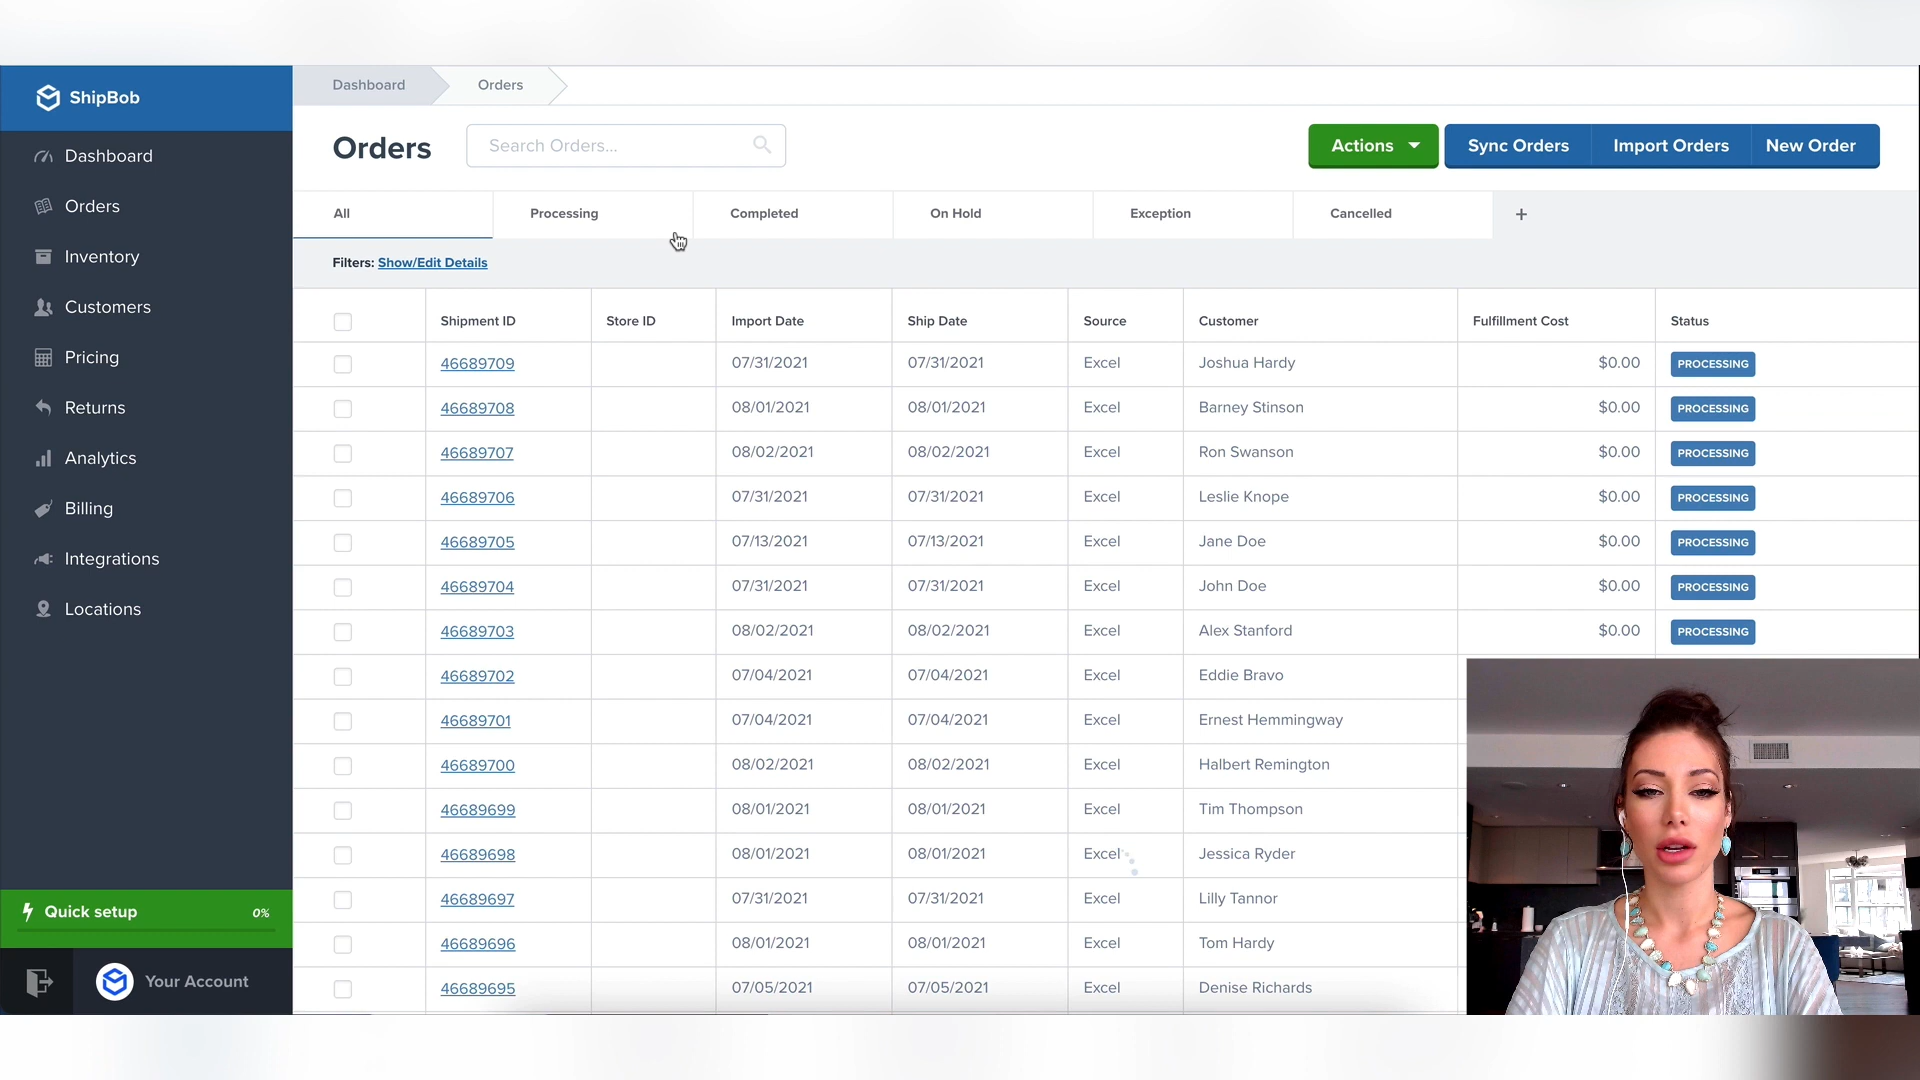 ShipBob
Dashboard
Orders
Inventory
Customers
Pricing
Returns
Analytics
Billing
Integrations
Locations
Quick setup 0%
Your Account
Dashboard Orders
Orders Search Orders... Actions Sync Orders Import Orders New Order
All Processing Completed On Hold Exception Cancelled +
Filters: Show/Edit Details
Shipment ID Store ID Import Date Ship Date Source Customer Fulfillment Cost Status
46689709 07/31/2021 07/31/2021 Excel Joshua Hardy $0.00 PROCESSING
46689708 08/01/2021 08/01/2021 Excel Barney Stinson $0.00 PROCESSING
46689707 08/02/2021 08/02/2021 Excel Ron Swanson $0.00 PROCESSING
46689706 07/31/2021 07/31/2021 Excel Leslie Knope $0.00 PROCESSING
46689705 07/13/2021 07/13/2021 Excel Jane Doe $0.00 PROCESSING
46689704 07/31/2021 07/31/2021 Excel John Doe $0.00 PROCESSING
46689703 08/02/2021 08/02/2021 Excel Alex Stanford $0.00 PROCESSING
46689702 07/04/2021 07/04/2021 Excel Eddie Bravo
46689701 07/04/2021 07/04/2021 Excel Ernest Hemmingway
46689700 08/02/2021 08/02/2021 Excel Halbert Remington
46689699 08/01/2021 08/01/2021 Excel Tim Thompson
46689698 08/01/2021 08/01/2021 Excel Jessica Ryder
46689697 07/31/2021 07/31/2021 Excel Lilly Tannor
46689696 08/01/2021 08/01/2021 Excel Tom Hardy
46689695 07/05/2021 07/05/2021 Excel Denise Richards